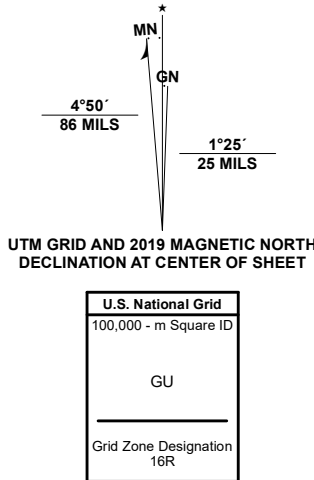 ★
MN
GN
4°50´
86 MILS
1°25´
25 MILS
UTM GRID AND 2019 MAGNETIC NORTH
DECLINATION AT CENTER OF SHEET
U.S. National Grid
100,000 - m Square ID
GU
Grid Zone Designation
16R